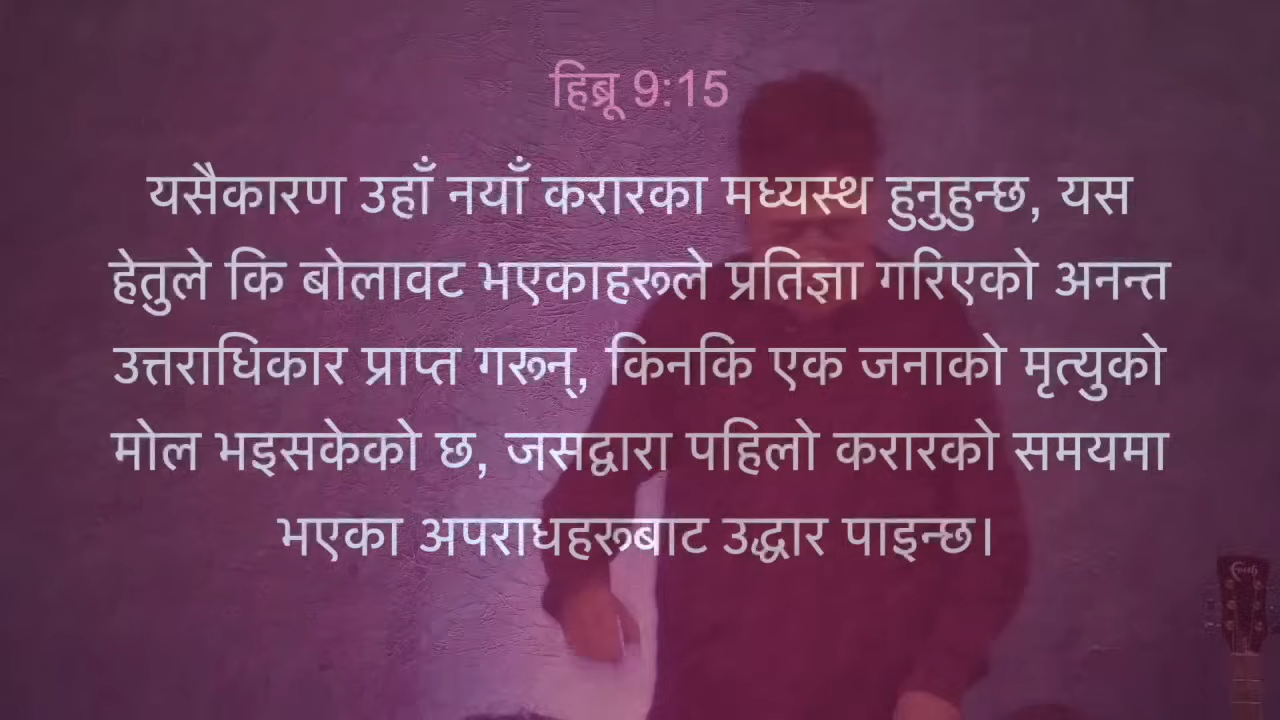 हिब्रू 9:15
यसैकारण उहाँ नयाँ करारका मध्यस्थ हुनुहुन्छ, यस
हेतुले कि बोलावट भएकाहरूले प्रतिज्ञा गरिएको अनन्त
उत्तराधिकार प्राप्त गरून्, किनकि एक जनाको मृत्युको
मोल भइसकेको छ, जसद्वारा पहिलो करारको समयमा
भएका अपराधहरूबाट उद्धार पाइन्छ।